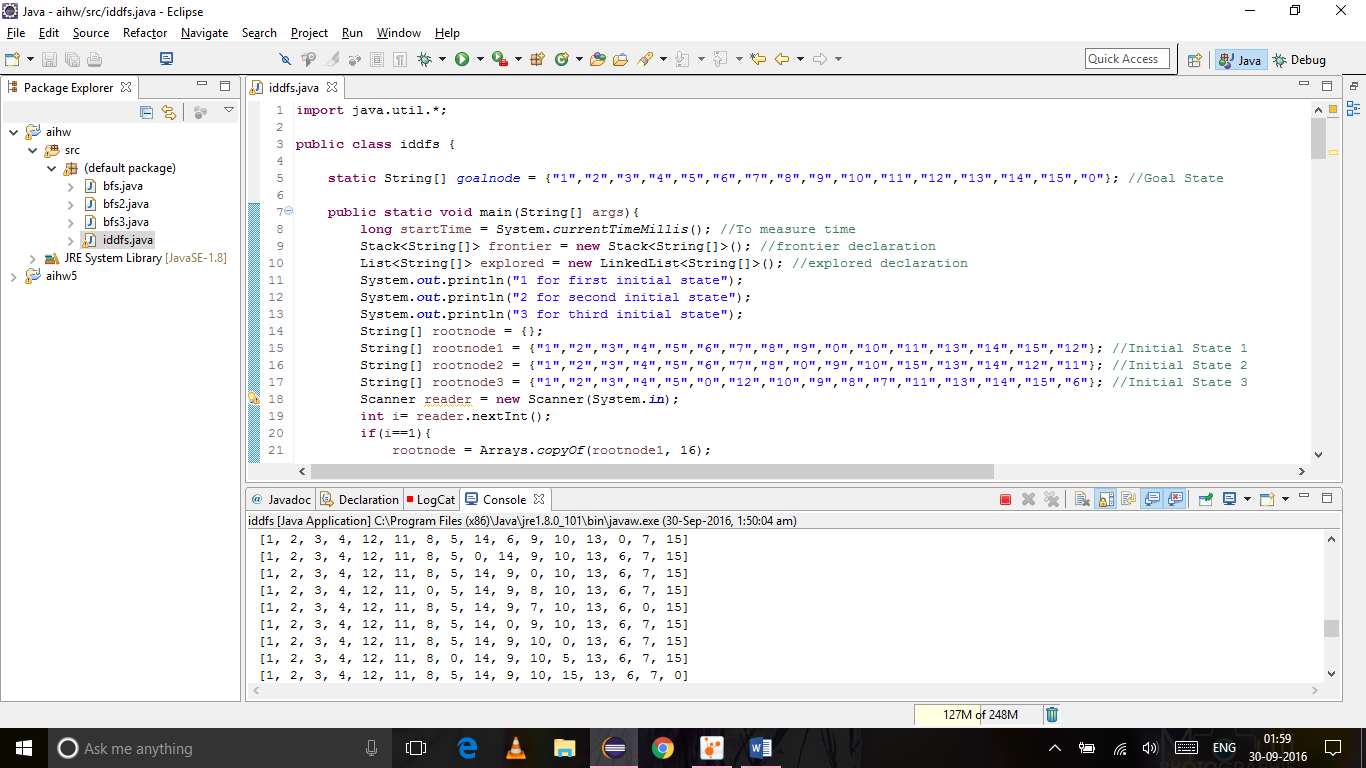 Java - aihw/src/iddfs.java - Eclipse
File Edit Source Refactor Navigate Search Project Run Window Help
Quick Access Java Debug
Package Explorer
aihw
src
(default package)
bfs.java
bfs2.java
bfs3.java
iddfs.java
JRE System Library [JavaSE-1.8]
aihw5
iddfs.java
1 import java.util.*;
2
3 public class iddfs {
4
5 static String[] goalnode = {"1","2","3","4","5","6","7","8","9","10","11","12","13","14","15","0"}; //Goal State
6
7 public static void main(String[] args){
8 long startTime = System.currentTimeMillis(); //To measure time
9 Stack<String[]> frontier = new Stack<String[]>(); //frontier declaration
10 List<String[]> explored = new LinkedList<String[]>(); //explored declaration
11 System.out.println("1 for first initial state");
12 System.out.println("2 for second initial state");
13 System.out.println("3 for third initial state");
14 String[] rootnode = {};
15 String[] rootnode1 = {"1","2","3","4","5","6","7","8","9","0","10","11","13","14","15","12"}; //Initial State 1
16 String[] rootnode2 = {"1","2","3","4","5","6","7","8","0","9","10","15","13","14","12","11"}; //Initial State 2
17 String[] rootnode3 = {"1","2","3","4","5","0","12","10","9","8","7","11","13","14","15","6"}; //Initial State 3
18 Scanner reader = new Scanner(System.in);
19 int i= reader.nextInt();
20 if(i==1){
21 rootnode = Arrays.copyOf(rootnode1, 16);
@ Javadoc Declaration LogCat Console
iddfs [Java Application] C:\Program Files (x86)\Java\jre1.8.0_101\bin\javaw.exe (30-Sep-2016, 1:50:04 am)
[1, 2, 3, 4, 12, 11, 8, 5, 14, 6, 9, 10, 13, 0, 7, 15]
[1, 2, 3, 4, 12, 11, 8, 5, 0, 14, 9, 10, 13, 6, 7, 15]
[1, 2, 3, 4, 12, 11, 8, 5, 14, 9, 0, 10, 13, 6, 7, 15]
[1, 2, 3, 4, 12, 11, 0, 5, 14, 9, 8, 10, 13, 6, 7, 15]
[1, 2, 3, 4, 12, 11, 8, 5, 14, 9, 7, 10, 13, 6, 0, 15]
[1, 2, 3, 4, 12, 11, 8, 5, 14, 0, 9, 10, 13, 6, 7, 15]
[1, 2, 3, 4, 12, 11, 8, 5, 14, 9, 10, 0, 13, 6, 7, 15]
[1, 2, 3, 4, 12, 11, 8, 0, 14, 9, 10, 5, 13, 6, 7, 15]
[1, 2, 3, 4, 12, 11, 8, 5, 14, 9, 10, 15, 13, 6, 7, 0]
127M of 248M
Ask me anything
ENG
01:59
30-09-2016